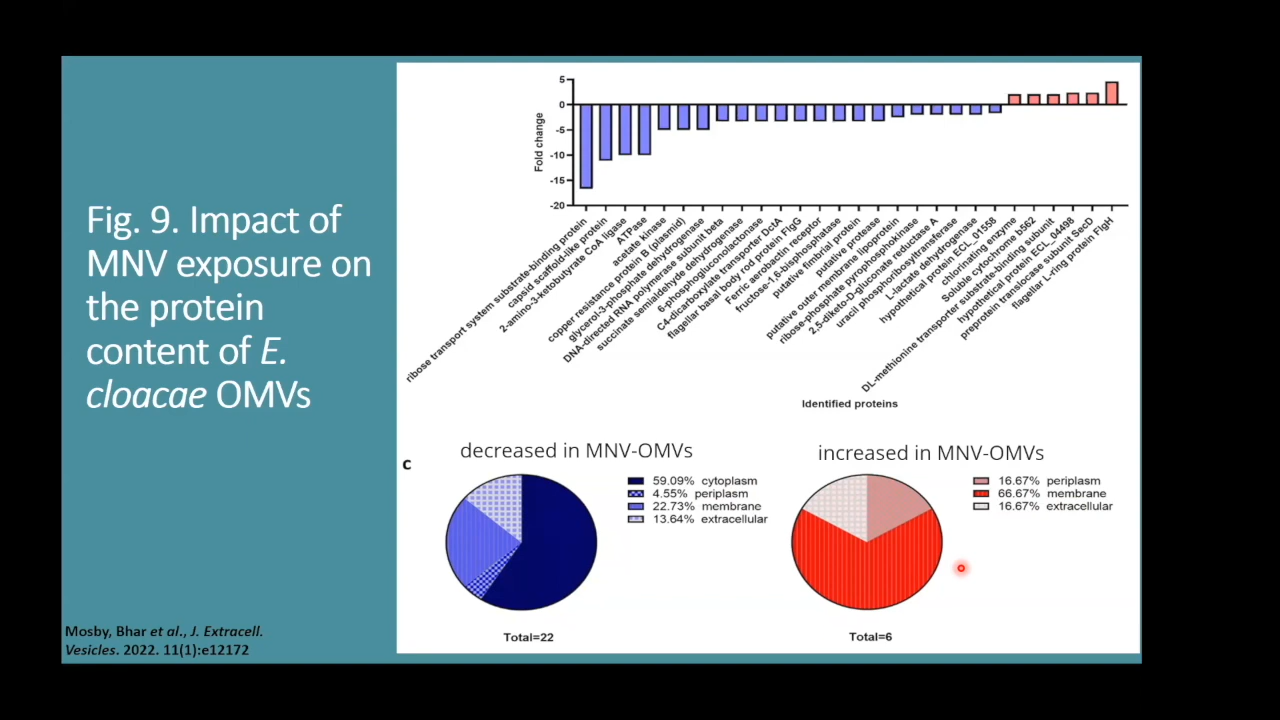 Fig. 9. Impact of
MNV exposure on
the protein
content of E.
cloacae OMVs
Mosby, Bhar et al., J. Extracell.
Vesicles. 2022. 11(1):e12172
Fold change
5
0
-5
-10
-15
-20
ribose transport system substrate-binding protein
capsid scaffold-like protein
2-amino-3-ketobutyrate CoA ligase
ATPase
acetate kinase
copper resistance protein B (plasmid)
glycerol-3-phosphate dehydrogenase
DNA-directed RNA polymerase subunit beta
succinate semialdehyde dehydrogenase
6-phosphogluconolactonase
C4-dicarboxylate transporter DctA
flagellar basal body rod protein FlgG
Ferric aerobactin receptor
fructose-1,6-bisphosphatase
putative fimbrial protein
putative protease
putative outer membrane lipoprotein
ribose-phosphate pyrophosphokinase
2,5-diketo-D-gluconate reductase A
uracil phosphoribosyltransferase
L-lactate dehydrogenase
hypothetical protein ECL_01558
chlorinating enzyme
Soluble cytochrome b562
DL-methionine transporter substrate-binding subunit
hypothetical protein ECL_04498
preprotein translocase subunit SecD
flagellar L-ring protein FlgH
Identified proteins
c
decreased in MNV-OMVs
59.09% cytoplasm
4.55% periplasm
22.73% membrane
13.64% extracellular
Total=22
increased in MNV-OMVs
16.67% periplasm
66.67% membrane
16.67% extracellular
Total=6